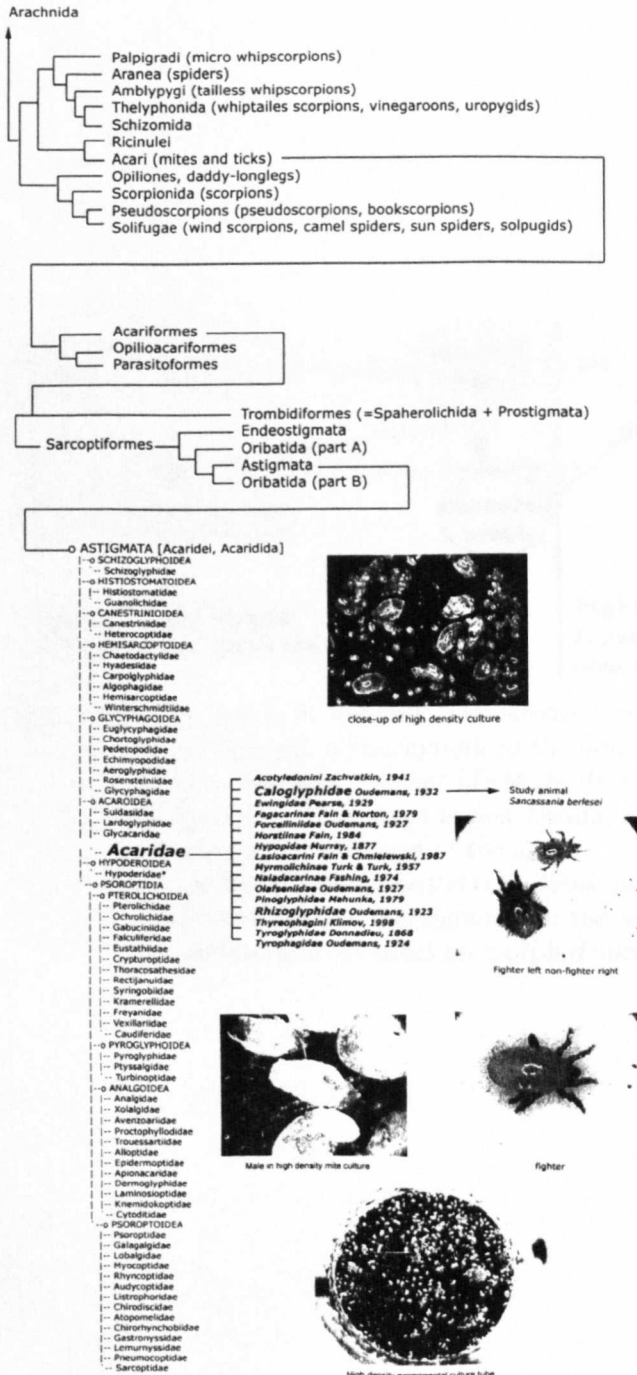 Arachnida
Palpigradi (micro whipscorpions)
Aranea (spiders)
Amblypygi (tailless whipscorpions)
Thelyphonida (whiptailes scorpions, vinegaroons, uropygids)
Schizomida
Ricinulei
Acari (mites and ticks)
Opiliones, daddy-longlegs)
Scorpionida (scorpions)
Pseudoscorpions (pseudoscorpions, bookscorpions)
Solifugae (wind scorpions, camel spiders, sun spiders, solpugids)
Acariformes
Opilioacariformes
Parasitoformes
Trombidiformes (=Spaherolichida + Prostigmata)
Sarcoptiformes
Endeostigmata
Oribatida (part A)
Astigmata
Oribatida (part B)
ASTIGMATA [Acaridei, Acaridida]
SCHIZOGLYPHOIDEA
Schizoglyphidae
HISTIOSTOMATOIDEA
Histiostomatidae
Guanolichidae
CANESTRINIOIDEA
Canestriniidae
Heterocoptidae
HEMISARCOPTOIDEA
Chaetodactylidae
Hyadesiidae
Carpolglyphidae
Algophagidae
Hemisarcoptidae
Winterschmidtiidae
GLYCYPHAGOIDEA
Euglycyphagidae
Chortoglyphidae
Pedetopodidae
Echimyopodidae
Aeroglyphidae
Rosensteiniidae
Glycyphagidae
ACAROIDEA
Suidasiidae
Lardoglyphidae
Glycacaridae
Acaridae
HYPODEROIDEA
Hypoderidae*
PSOROPTIDIA
PTEROLICHOIDEA
Pterolichidae
Ochrolichidae
Gabuciniidae
Falculiferidae
Eustathiidae
Crypturoptidae
Thoracosathesidae
Rectijanuidae
Syringobiidae
Kramerellidae
Freyanidae
Vexillariidae
Caudiferidae
PYROGLYPHOIDEA
Pyroglyphidae
Ptyssalgidae
Turbinoptidae
ANALGOIDEA
Analgidae
Xolalgidae
Avenzoariidae
Proctophyllodidae
Trouessartiidae
Alloptidae
Epidermoptidae
Apionacaridae
Dermoglyphidae
Laminosioptidae
Knemidokoptidae
Cytoditidae
PSOROPTOIDEA
Psoroptidae
Galagalgidae
Lobalgidae
Myocoptidae
Rhyncoptidae
Audycoptidae
Listrophoridae
Chirodiscidae
Atopomelidae
Chirorhynchobiidae
Gastronyssidae
Lemurnyssidae
Pneumocoptidae
Sarcoptidae
close-up of high density culture
Acotyledonini Zachvatkin, 1941
Caloglyphidae Oudemans, 1932
Ewingidae Pearse, 1929
Fagacarinae Fain & Norton, 1979
Forcelliniidae Oudemans, 1927
Horstiinae Fain, 1984
Hypopidae Murray, 1877
Lasioacarini Fain & Chmielewski, 1987
Myrmolichinae Turk & Turk, 1957
Naiadacarinae Fashing, 1974
Olafseniidae Oudemans, 1927
Pinoglyphidae Mahunka, 1979
Rhizoglyphidae Oudemans, 1923
Thyreophagini Klimov, 1998
Tyroglyphidae Donnadieu, 1868
Tyrophagidae Oudemans, 1924
Study animal
Sancassania berlesei
Fighter left non-fighter right
Male in high density mite culture
fighter
High density experimental culture tube